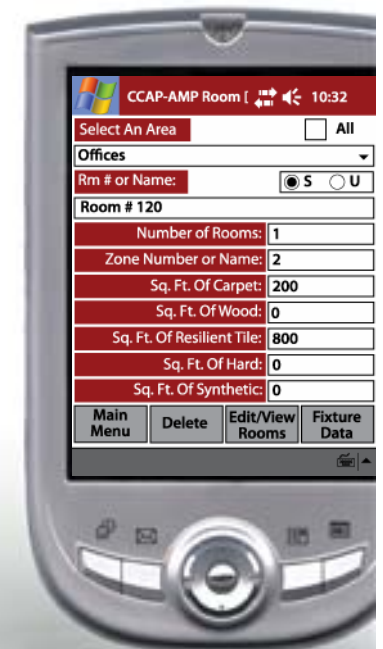 CCAP-AMP Room [ 10:32
Select An Area All
Offices
Rm # or Name: S U
Room # 120
Number of Rooms: 1
Zone Number or Name: 2
Sq. Ft. Of Carpet: 200
Sq. Ft. Of Wood: 0
Sq. Ft. Of Resilient Tile: 800
Sq. Ft. Of Hard: 0
Sq. Ft. Of Synthetic: 0
Main Menu Delete Edit/View Rooms Fixture Data